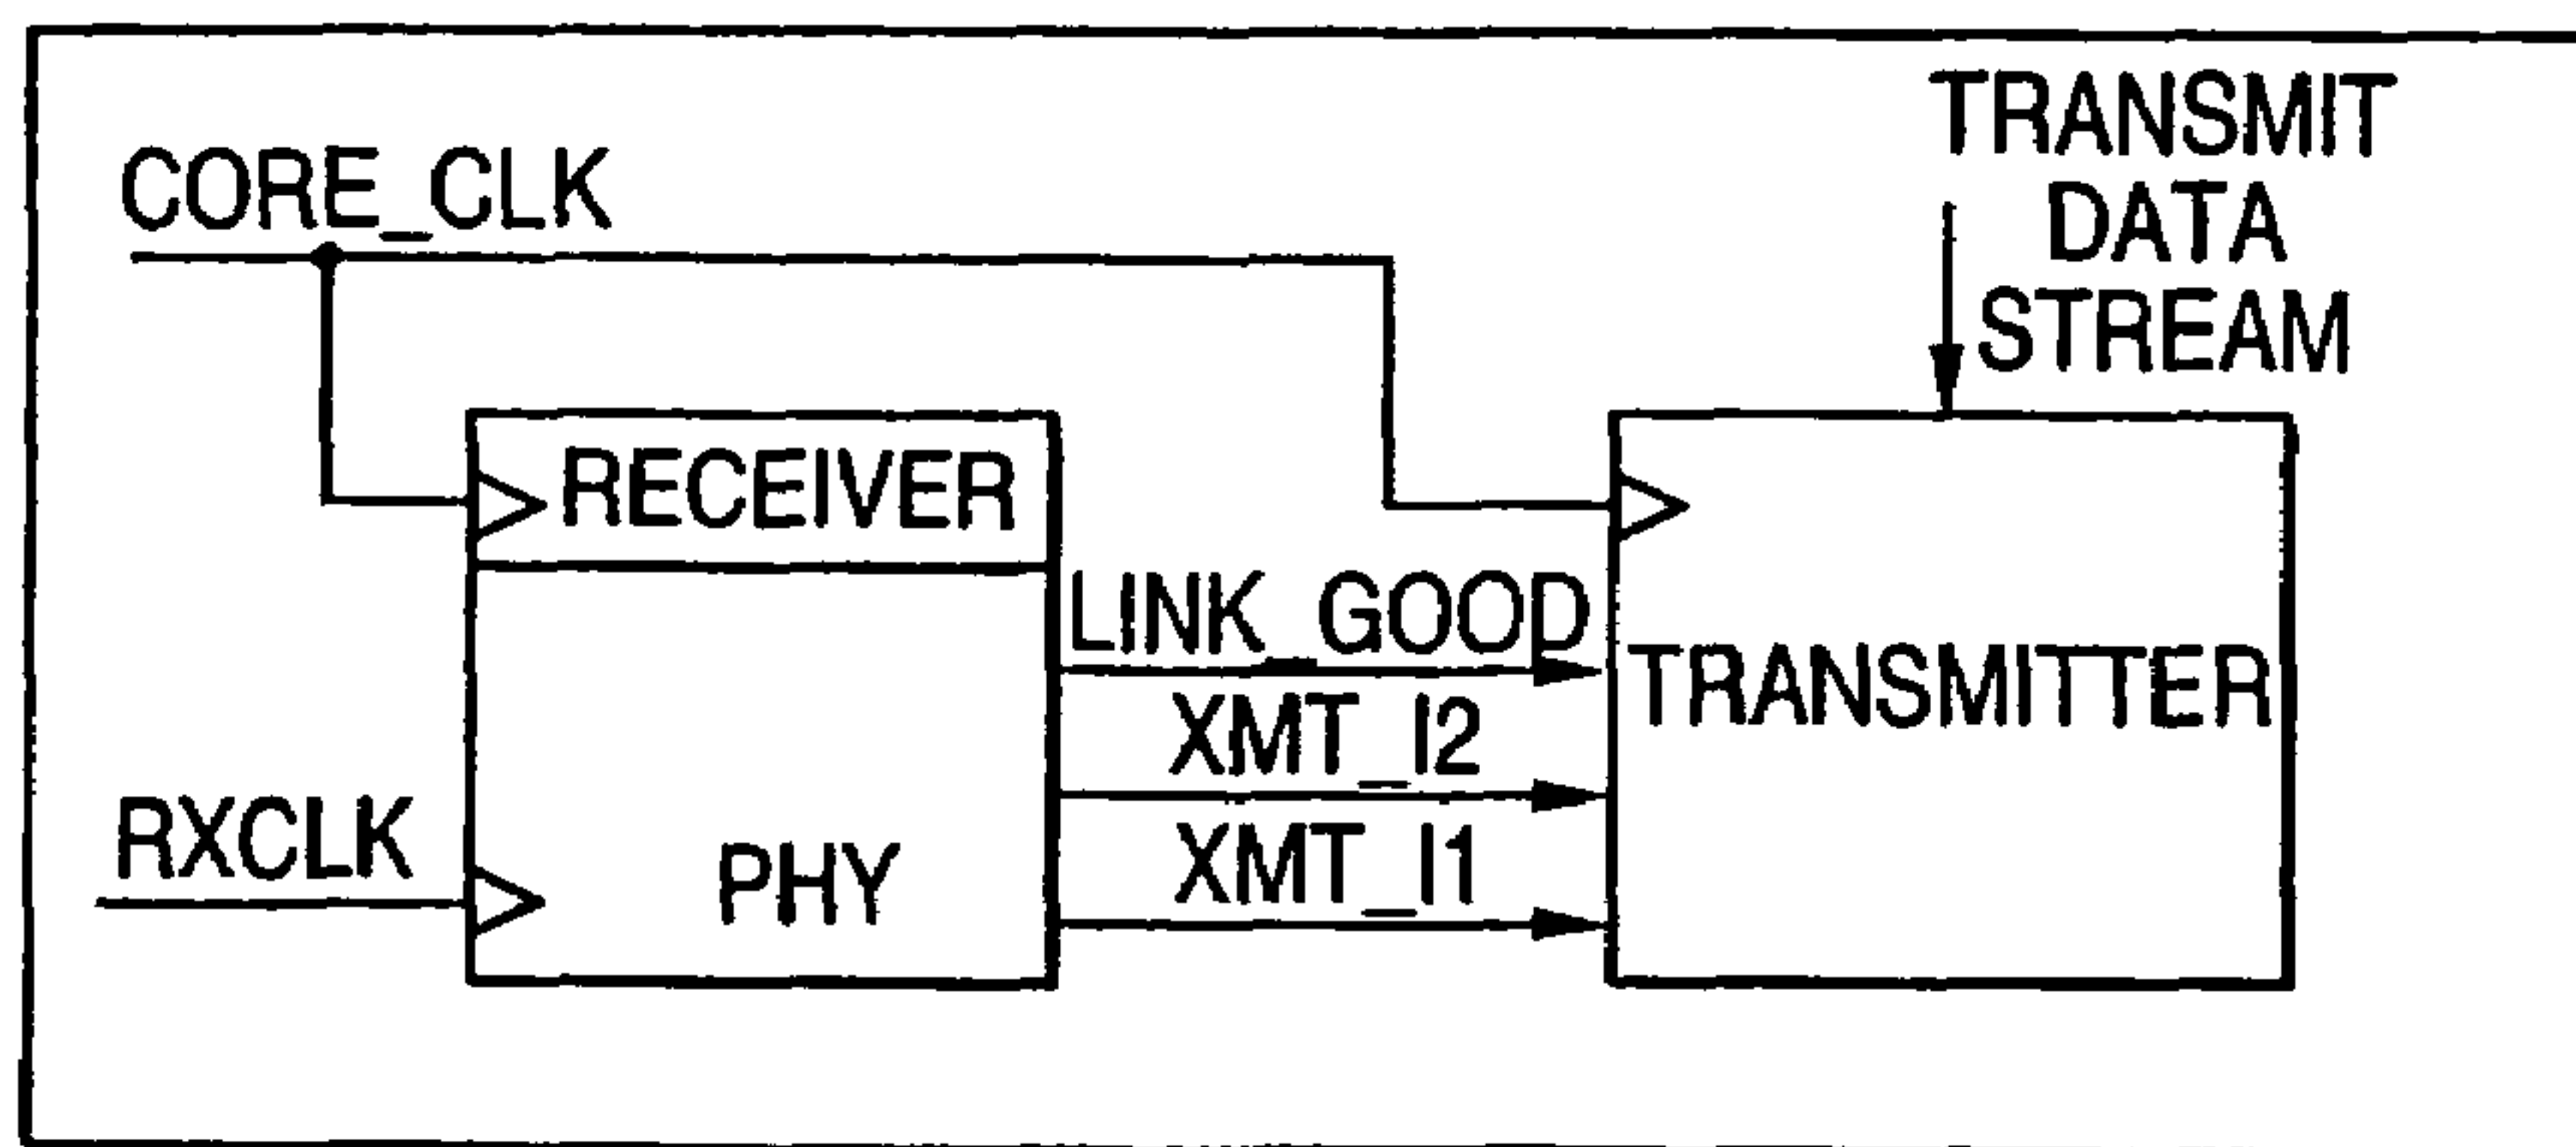 TRANSMIT
DATA
STREAM
CORE_CLK
RECEIVER
LINK_GOOD
TRANSMITTER
XMT_I2
RXCLK
PHY
XMT_I1